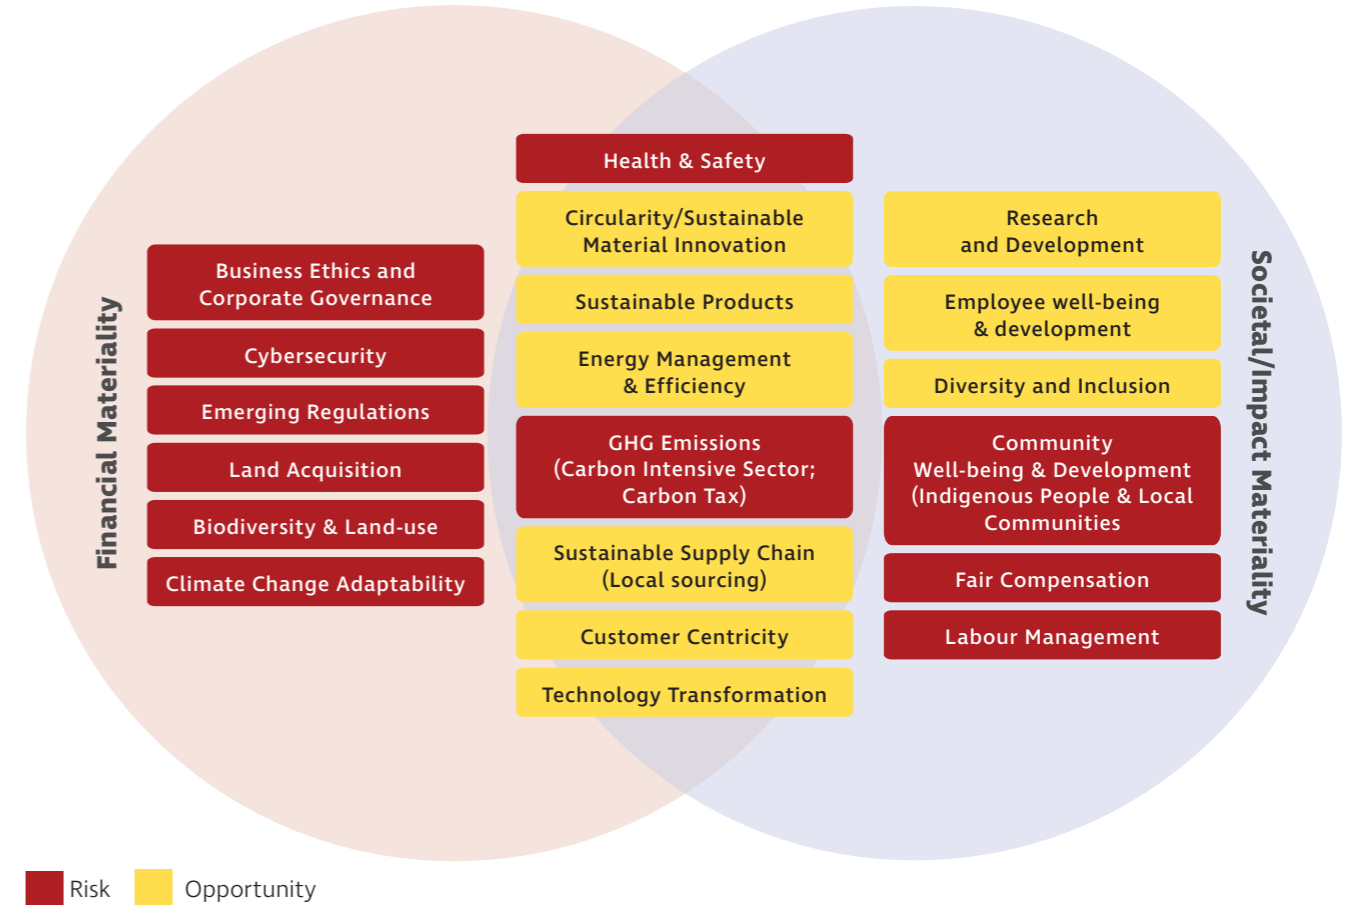 Financial Materiality
Business Ethics and
Corporate Governance
Cybersecurity
Emerging Regulations
Land Acquisition
Biodiversity & Land-use
Climate Change Adaptability
Health & Safety
Circularity/Sustainable
Material Innovation
Sustainable Products
Energy Management
& Efficiency
GHG Emissions
(Carbon Intensive Sector;
Carbon Tax)
Sustainable Supply Chain
(Local sourcing)
Customer Centricity
Technology Transformation
Research
and Development
Employee well-being
& development
Diversity and Inclusion
Community
Well-being & Development
(Indigenous People & Local
Communities
Fair Compensation
Labour Management
Societal/Impact Materiality
Risk
Opportunity